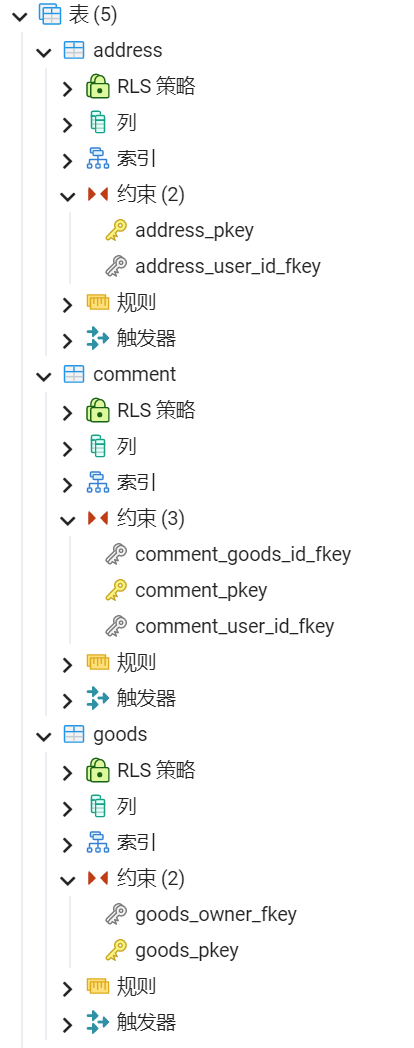 表 (5)
address
RLS 策略
列
索引
约束 (2)
address_pkey
address_user_id_fkey
规则
触发器
comment
RLS 策略
列
索引
约束 (3)
comment_goods_id_fkey
comment_pkey
comment_user_id_fkey
规则
触发器
goods
RLS 策略
列
索引
约束 (2)
goods_owner_fkey
goods_pkey
规则
触发器